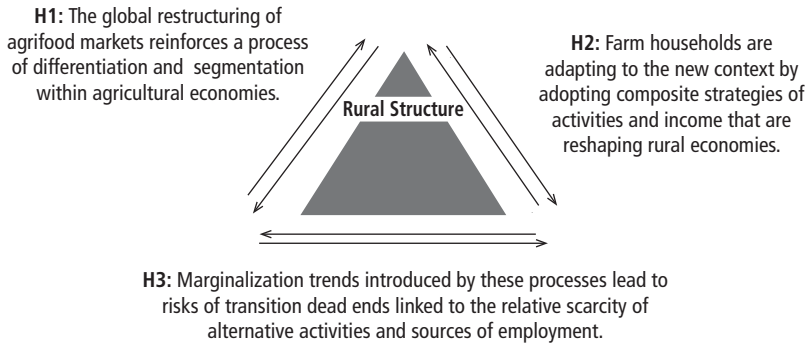 H1: The global restructuring of
agrifood markets reinforces a process
of differentiation and segmentation
within agricultural economies.
H2: Farm households are
adapting to the new context by
adopting composite strategies of
activities and income that are
reshaping rural economies.
Rural Structure
H3: Marginalization trends introduced by these processes lead to
risks of transition dead ends linked to the relative scarcity of
alternative activities and sources of employment.